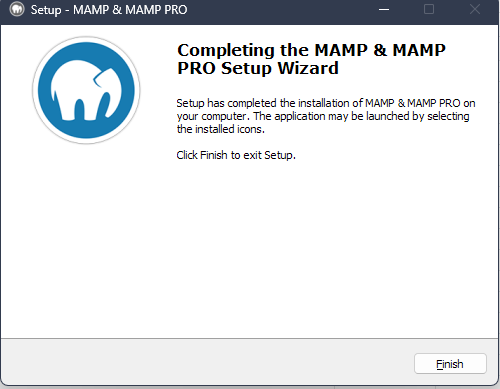 Setup - MAMP & MAMP PRO
Completing the MAMP & MAMP
PRO Setup Wizard
Setup has completed the installation of MAMP & MAMP PRO on
your computer. The application may be launched by selecting
the installed icons.
Click Finish to exit Setup.
Finish